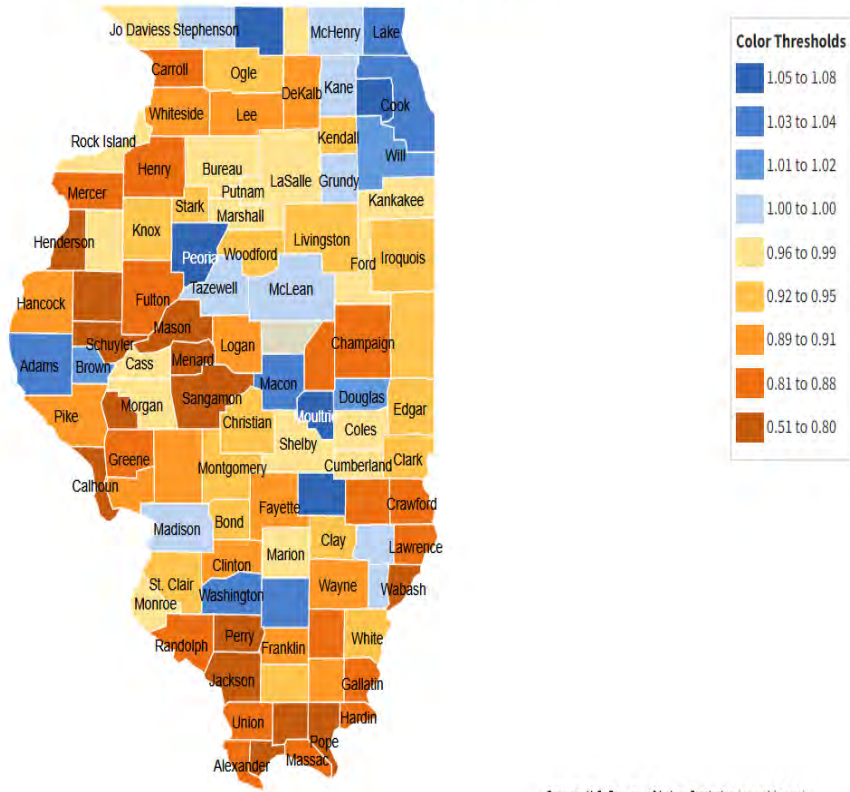 Jo Daviess Stephenson McHenry Lake
Carroll Ogle DeKalb Kane Cook
Whiteside Lee
Kendall
Rock Island Will
Henry Bureau LaSalle Grundy
Mercer Putnam Kankakee
Stark Marshall
Knox
Henderson Livingston
Peoria Woodford Ford Iroquois
Tazewell McLean
Hancock Fulton
Mason
Schuyler Logan Champaign
Adams Brown Cass Menard
Macon
Sangamon Douglas
Morgan Moultrie Edgar
Pike Christian Coles
Shelby
Greene Montgomery Cumberland Clark
Calhoun
Fayette Crawford
Madison Bond
Clay Lawrence
Marion
Clinton
St. Clair Wayne Wabash
Monroe Washington
Perry White
Randolph Franklin
Jackson Gallatin
Union Hardin
Pope
Alexander Massac
Color Thresholds
1.05 to 1.08
1.03 to 1.04
1.01 to 1.02
1.00 to 1.00
0.96 to 0.99
0.92 to 0.95
0.89 to 0.91
0.81 to 0.88
0.51 to 0.80